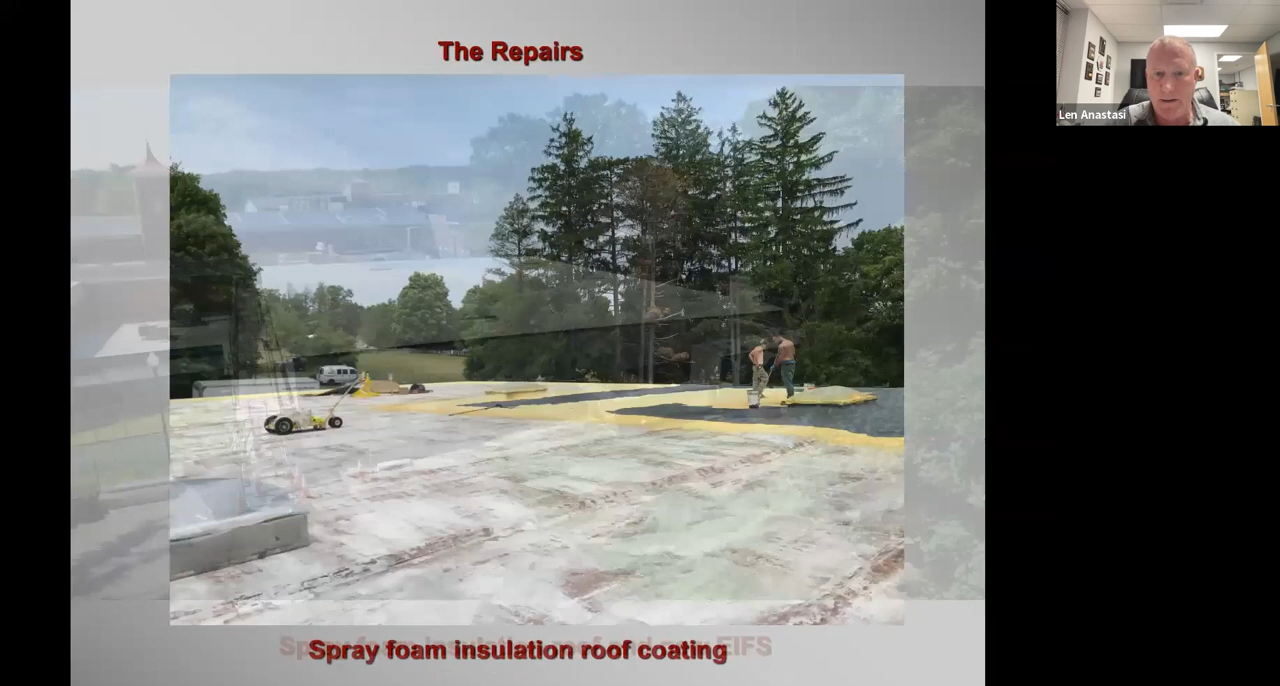 The Repairs
Len Anastasi
Spray foam insulation roof coating